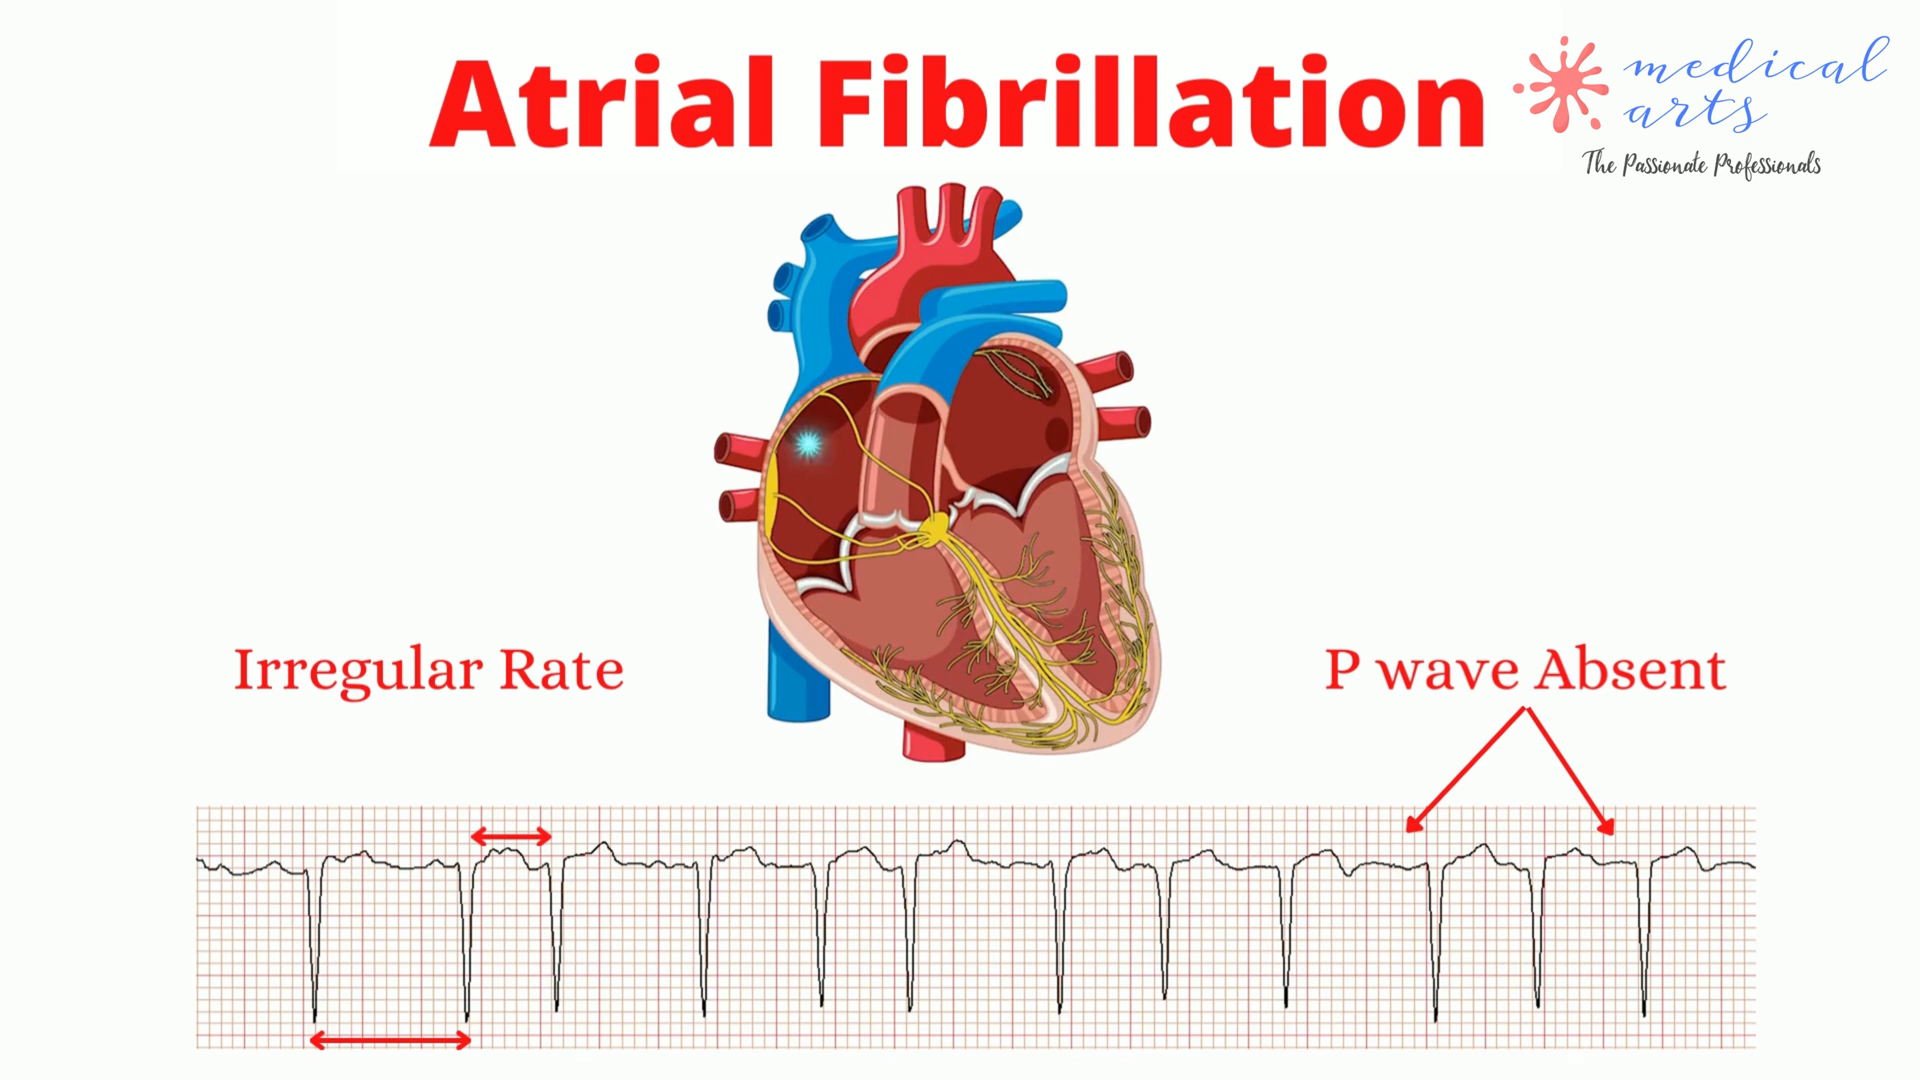 Atrial Fibrillation
medical
arts
The Passionate Professionals
Irregular Rate
P wave Absent